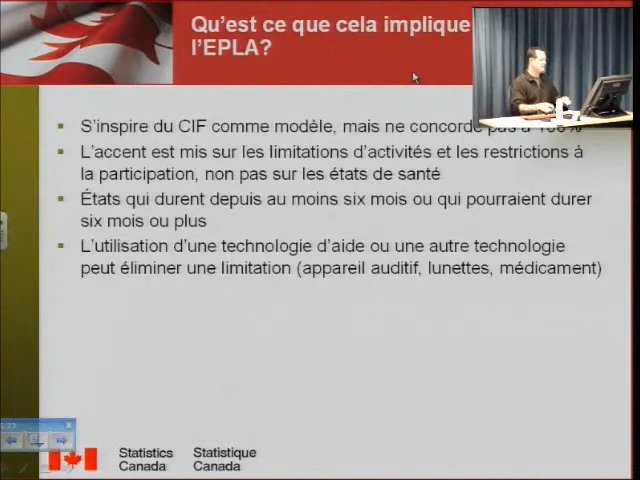 Qu'est ce que cela implique
l'EPLA?
S'inspire du CIF comme modèle, mais ne concorde pas à 100%
L'accent est mis sur les limitations d'activités et les restrictions à
la participation, non pas sur les états de santé
États qui durent depuis au moins six mois ou qui pourraient durer
six mois ou plus
L'utilisation d'une technologie d'aide ou une autre technologie
peut éliminer une limitation (appareil auditif, lunettes, médicament)
Statistics Statistique
Canada Canada